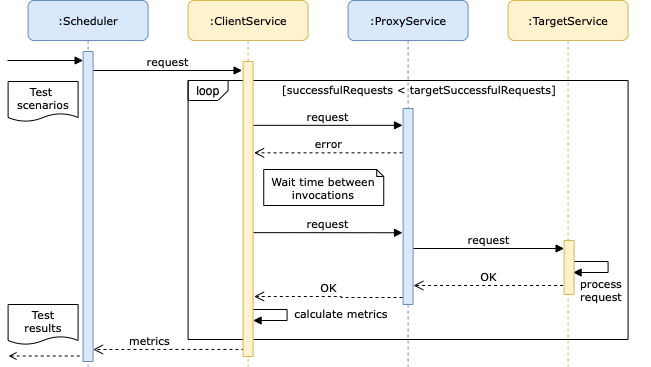 :Scheduler
:ClientService
:ProxyService
:TargetService
request
Test
scenarios
loop
[successfulRequests < targetSuccessfulRequests]
request
error
Wait time between
invocations
request
request
OK
process
request
OK
Test
results
calculate metrics
metrics